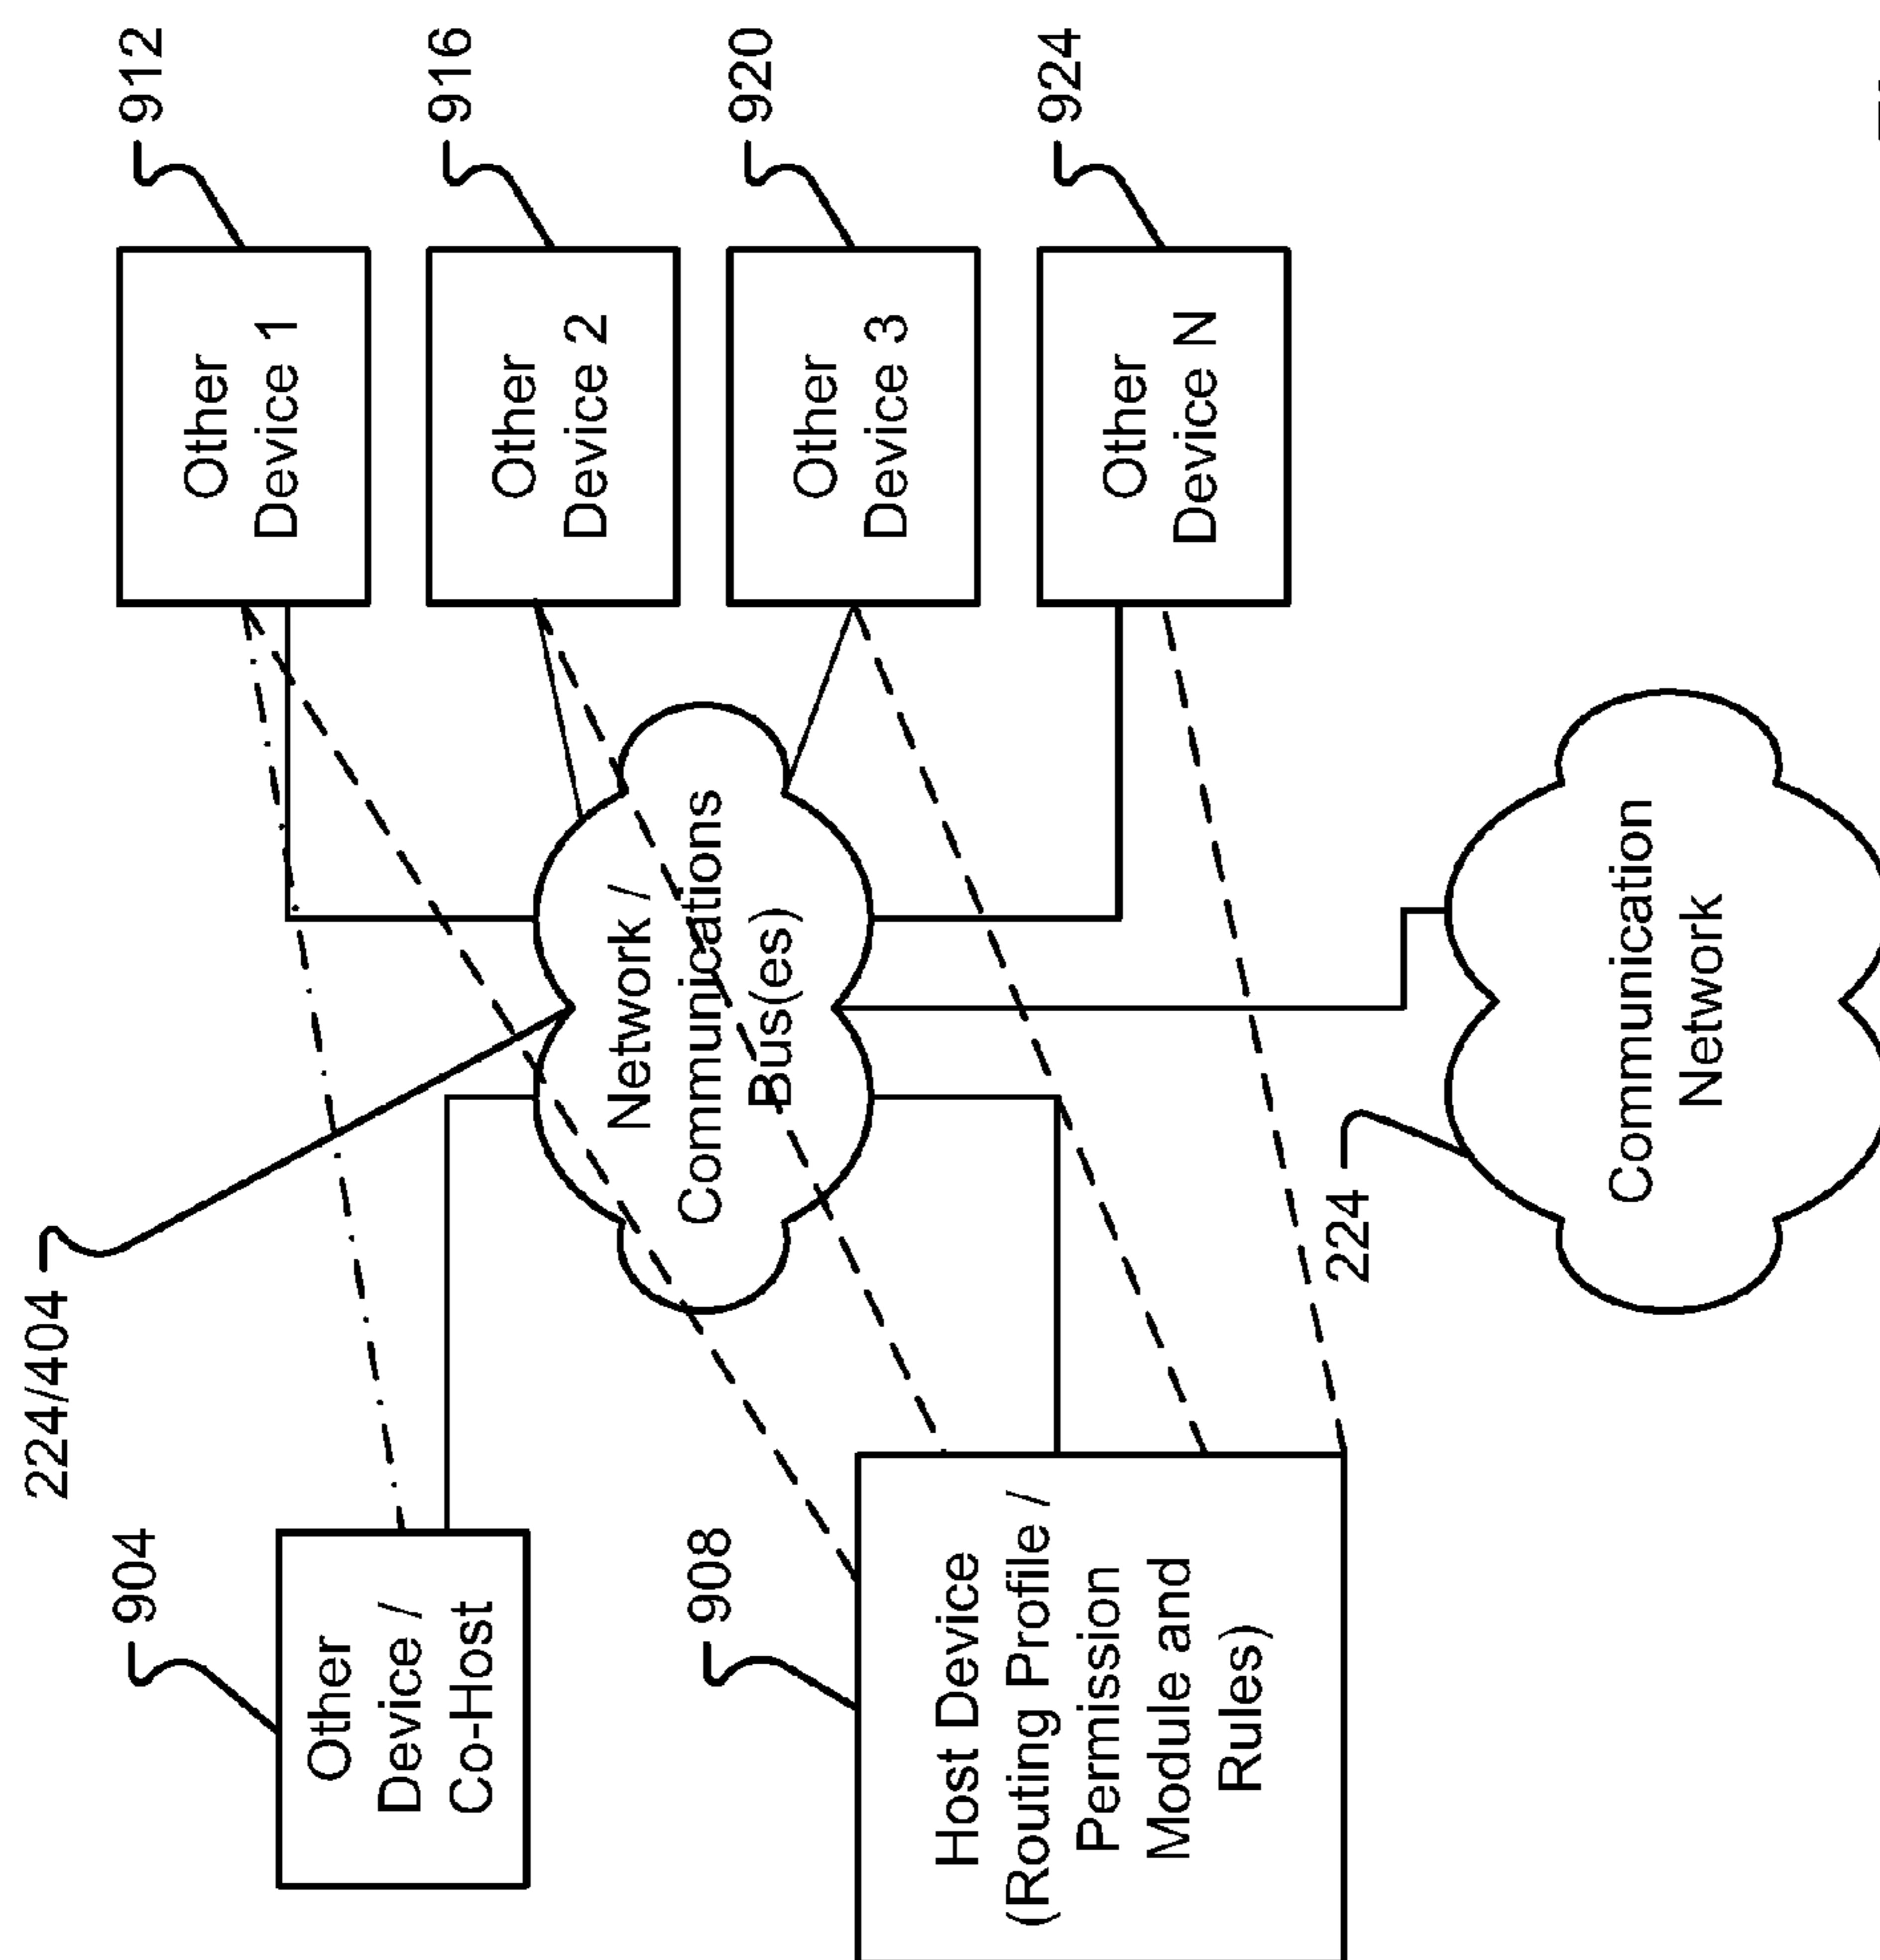 224/404
904
Other
Device /
Co-Host
908
Host Device
(Routing Profile /
Permission
Module and
Rules)
Network /
Communications
Bus(es)
912
Other
Device 1
916
Other
Device 2
920
Other
Device 3
924
Other
Device N
224
Communication
Network